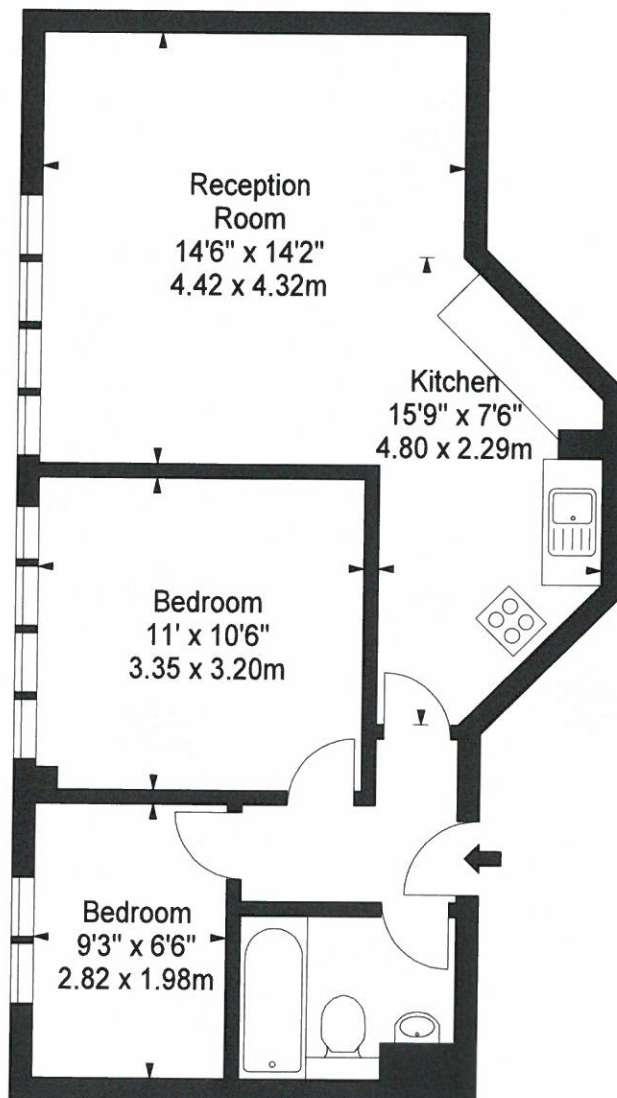 Reception
Room
14'6" x 14'2"
4.42 x 4.32m
Kitchen
15'9" x 7'6"
4.80 x 2.29m
Bedroom
11' x 10'6"
3.35 x 3.20m
Bedroom
9'3" x 6'6"
2.82 x 1.98m